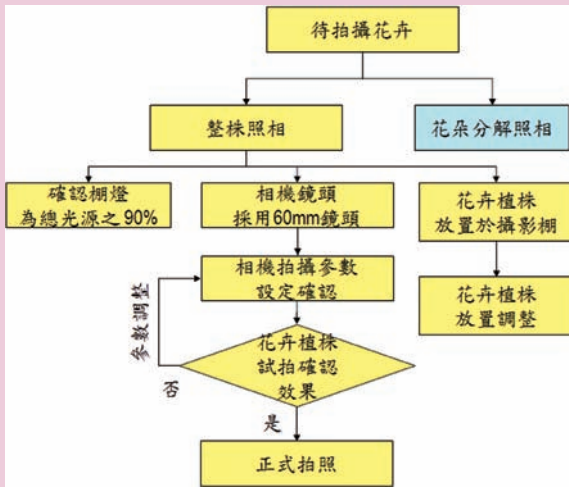 待拍攝花卉
整株照相
花朵分解照相
確認棚燈
為總光源之90%
相機鏡頭
採用60mm鏡頭
花卉植株
放置於攝影棚
相機拍攝參數
設定確認
花卉植株
放置調整
參數調整
花卉植株
試拍確認
效果
否
是
正式拍照